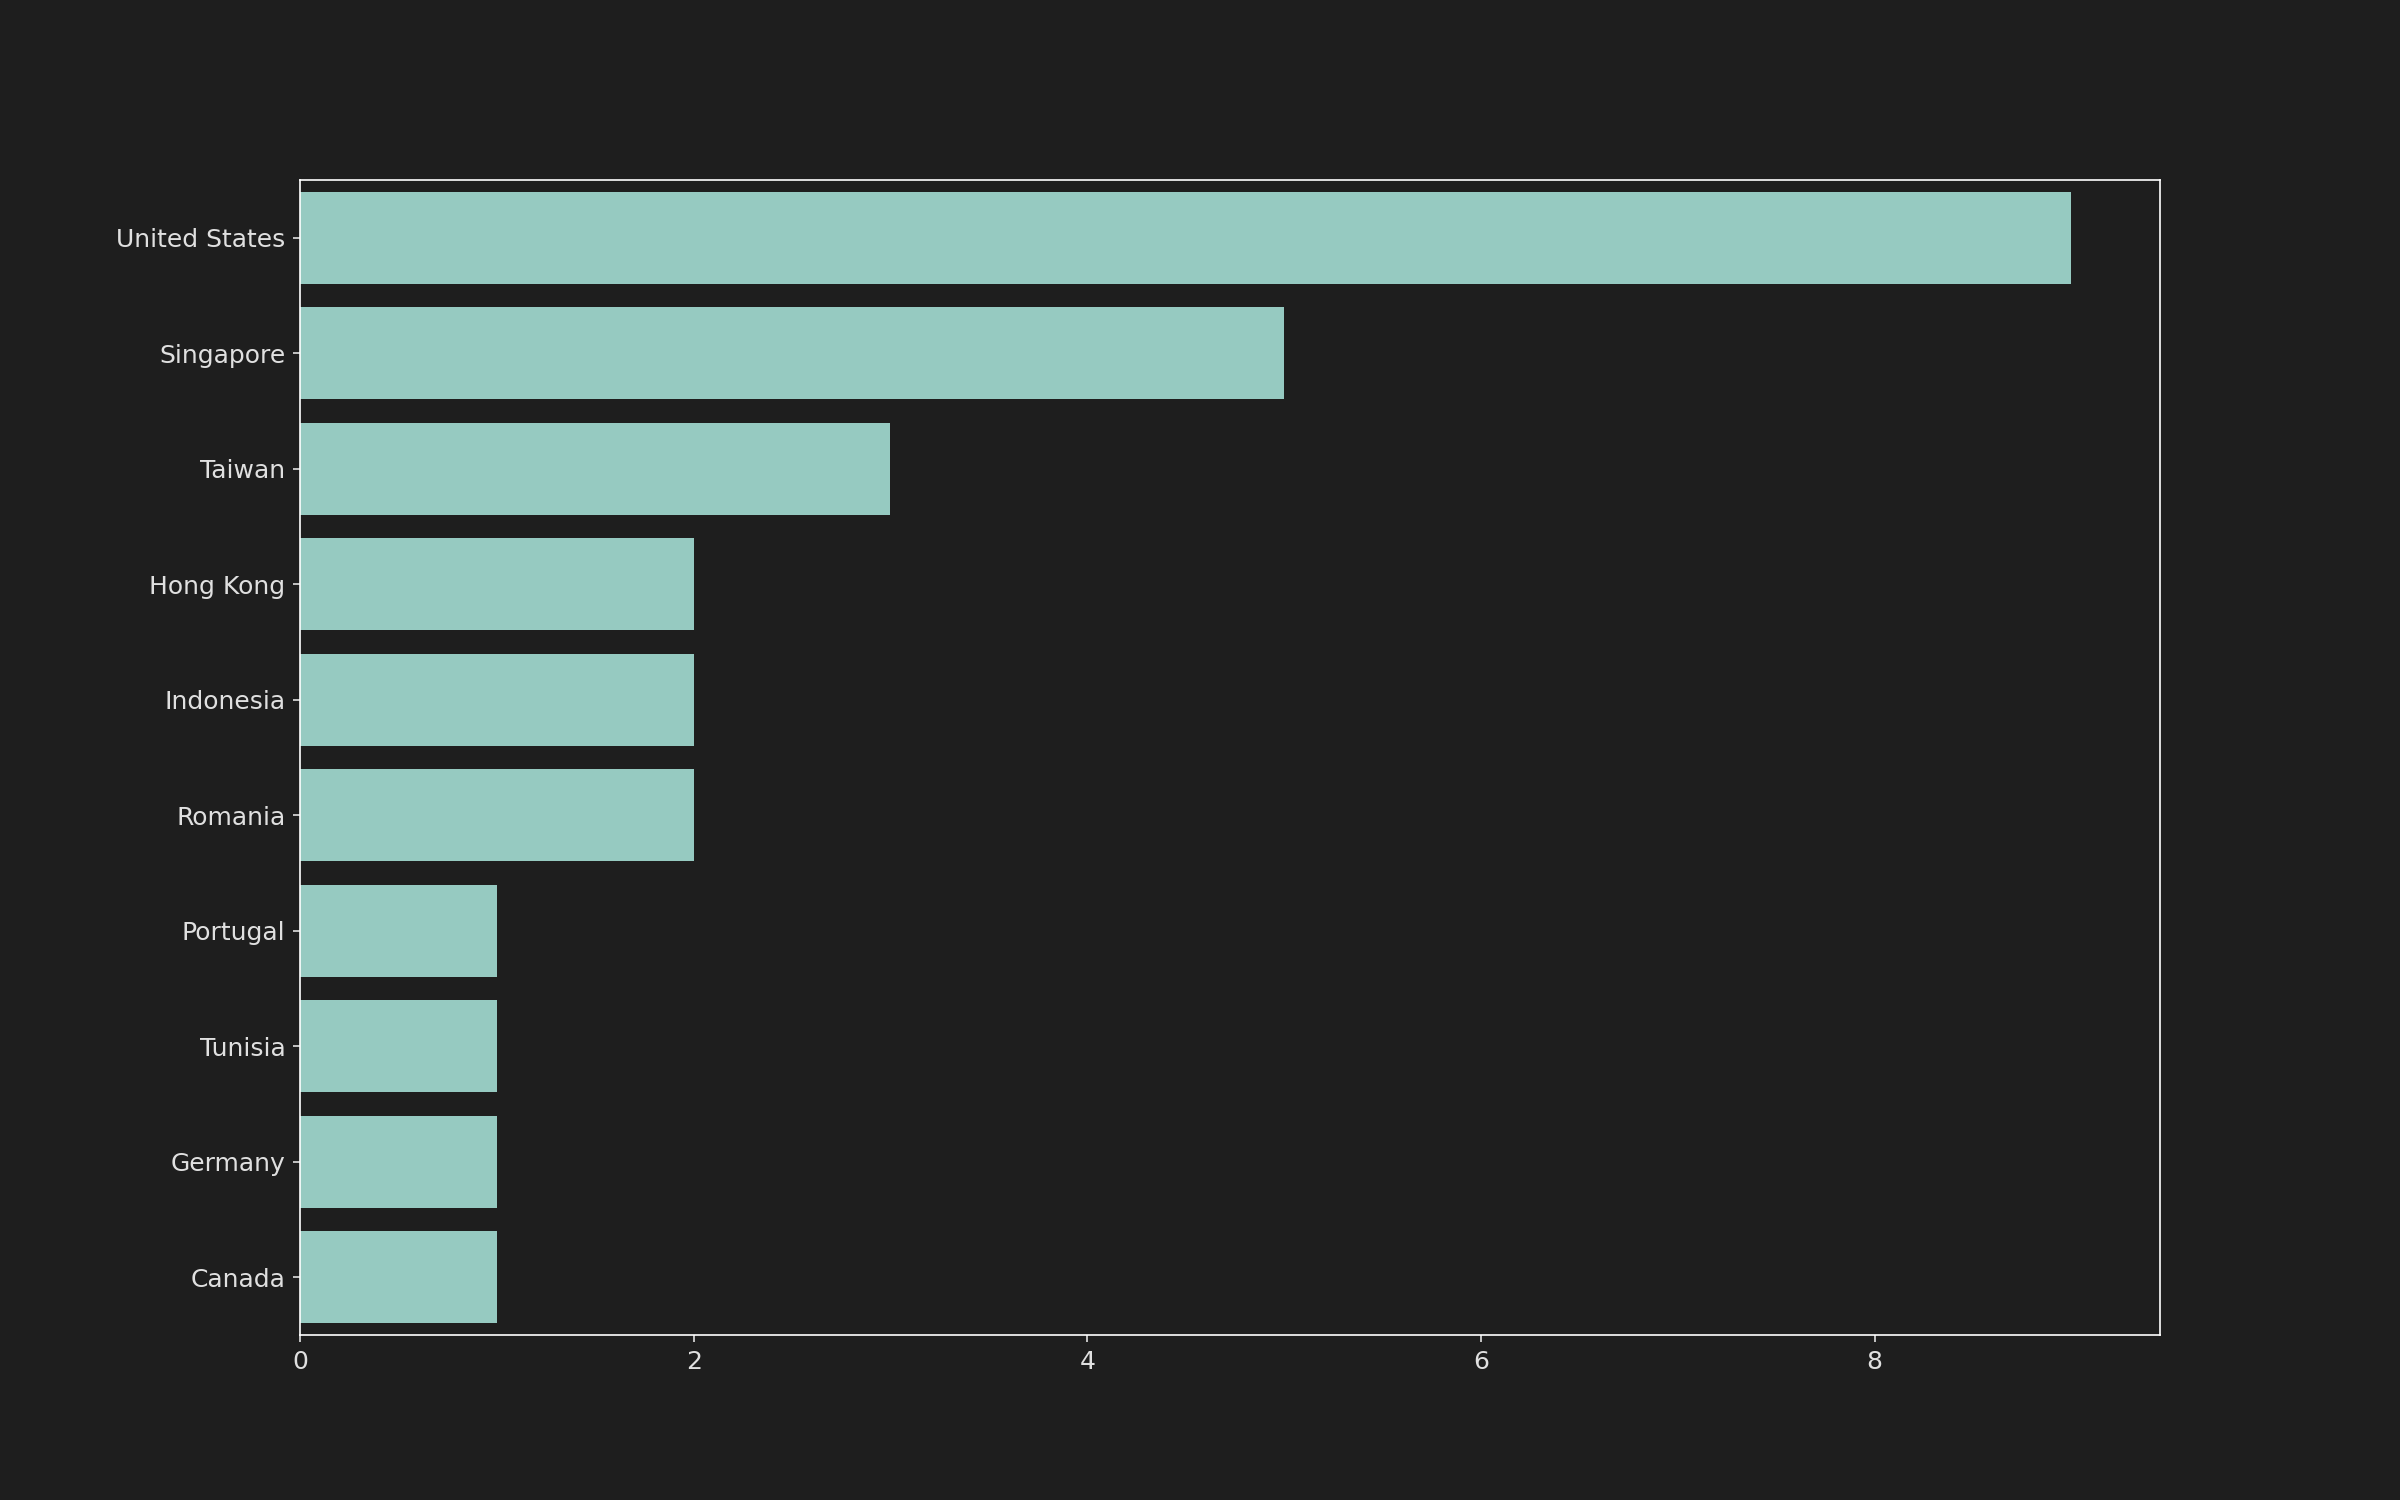 United States
Singapore
Taiwan
Hong Kong
Indonesia
Romania
Portugal
Tunisia
Germany
Canada
0 2 4 6 8